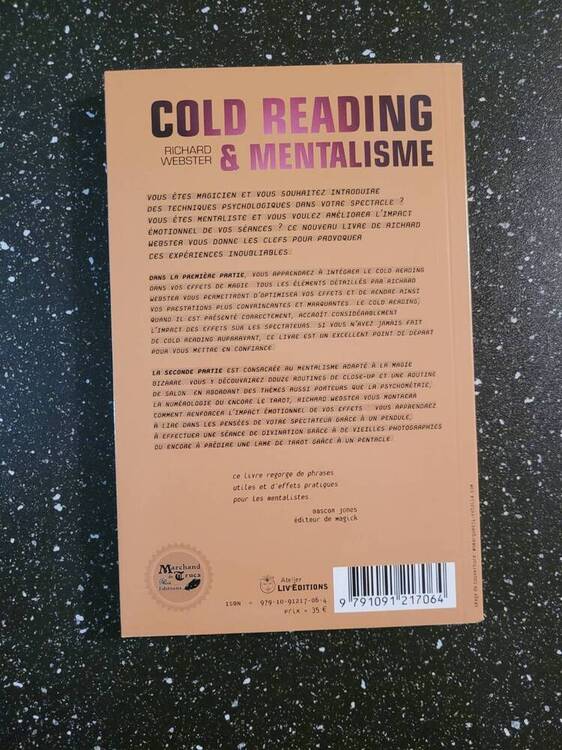 COLD READING
RICHARD
WEBSTER
& MENTALISME
VOUS ÊTES MAGICIEN ET VOUS SOUHAITEZ INTRODUIRE
DES TECHNIQUES PSYCHOLOGIQUES DANS VOTRE SPECTACLE ?
VOUS ÊTES MENTALISTE ET VOUS VOULEZ AMÉLIORER L'IMPACT
ÉMOTIONNEL DE VOS SÉANCES ? CE NOUVEAU LIVRE DE RICHARD
WEBSTER VOUS DONNE LES CLEFS POUR PROVOQUER
CES EXPÉRIENCES INOUBLIABLES.
DANS LA PREMIÈRE PARTIE, VOUS APPRENDREZ À INTÉGRER LE COLD READING
DANS VOS EFFETS DE MAGIE. TOUS LES ÉLÉMENTS DÉTAILLÉS PAR RICHARD
WEBSTER VOUS PERMETTRONT D'OPTIMISER VOS EFFETS ET DE RENDRE AINSI
VOS PRESTATIONS PLUS CONVAINCANTES ET MARQUANTES. LE COLD READING,
QUAND IL EST PRÉSENTÉ CORRECTEMENT, ACCROÎT CONSIDÉRABLEMENT
L'IMPACT DES EFFETS SUR LES SPECTATEURS. SI VOUS N'AVEZ JAMAIS FAIT
DE COLD READING AUPARAVANT, CE LIVRE EST UN EXCELLENT POINT DE DÉPART
POUR VOUS METTRE EN CONFIANCE.
LA SECONDE PARTIE EST CONSACRÉE AU MENTALISME ADAPTÉ À LA MAGIE
BIZARRE. VOUS Y DÉCOUVRIREZ DOUZE ROUTINES DE CLOSE-UP ET UNE ROUTINE
DE SALON. EN ABORDANT DES THÈMES AUSSI PORTEURS QUE LA PSYCHOMÉTRIE,
LA NUMÉROLOGIE OU ENCORE LE TAROT, RICHARD WEBSTER VOUS MONTRERA
COMMENT RENFORCER L'IMPACT ÉMOTIONNEL DE VOS EFFETS. VOUS APPRENDREZ
À LIRE DANS LES PENSÉES DE VOTRE SPECTATEUR GRÂCE À UN PENDULE,
À EFFECTUER UNE SÉANCE DE DIVINATION GRÂCE À DE VIEILLES PHOTOGRAPHIES
OU ENCORE À PRÉDIRE UNE LAME DE TAROT GRÂCE À UN PENTACLE.
ce livre regorge de phrases
utiles et d'effets pratiques
pour les mentalistes
bascom jones
éditeur de magick
Marchand
de Trucs
Editions
Atelier
LIV'ÉDITIONS
ISBN - 979-10-91217-06-4
Prix - 35 €
9 791091 217064